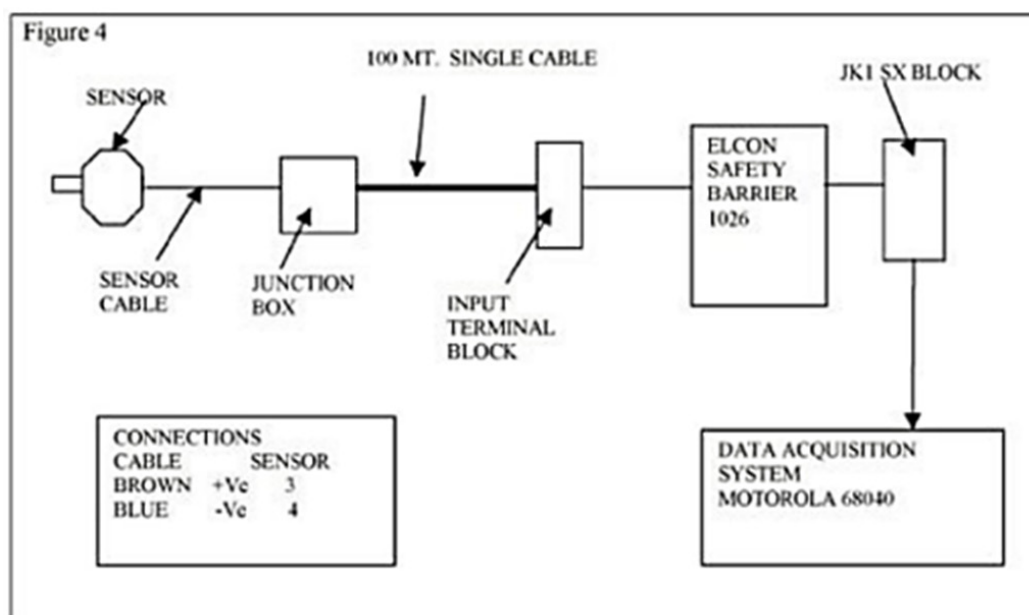 Figure 4
100 MT. SINGLE CABLE
JK1 SX BLOCK
SENSOR
ELCON
SAFETY
BARRIER
1026
SENSOR
CABLE
JUNCTION
BOX
INPUT
TERMINAL
BLOCK
CONNECTIONS
CABLE SENSOR
BROWN +Vc 3
BLUE -Vc 4
DATA ACQUISITION
SYSTEM
MOTOROLA 68040